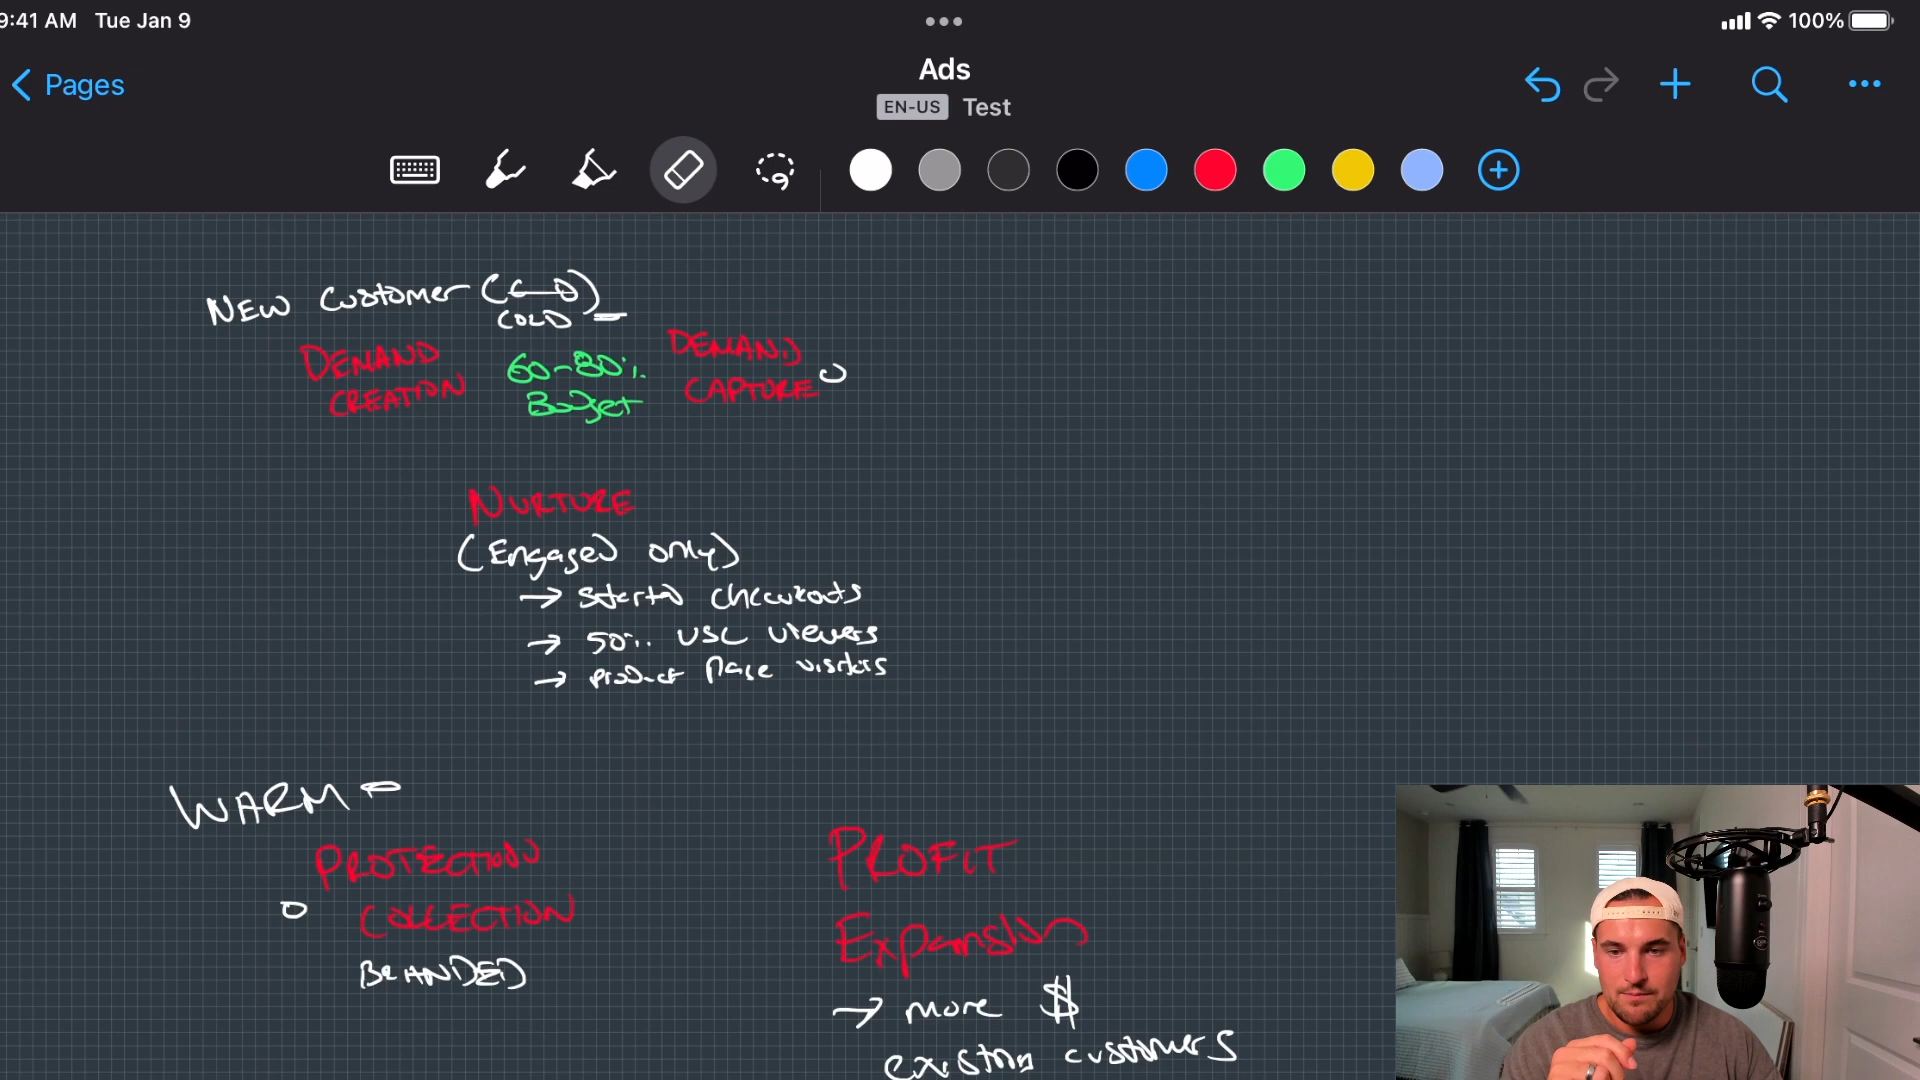 9:41 AM Tue Jan 9
100%
Pages
Ads
EN-US Test
NEW Customer (
COLD
DEMAND CREATION
60-80%. Budget
DEMAND CAPTURE
NURTURE
(Engaged only)
→ Started Checkouts
→ 50%. VSL Viewers
→ Product Page Visitors
WARM -
PROTECTION
COLLECTION
BRANDED
PROFIT
Expansion
→ more $
existing customers